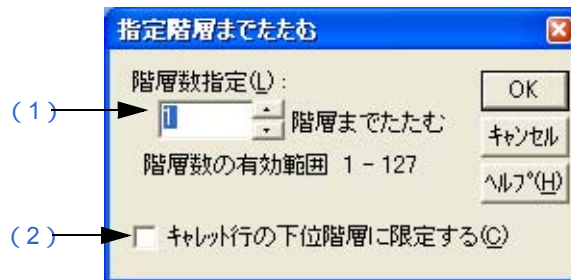 指定階層までたたむ
階層数指定(L):
OK
(1)
1
階層までたたむ
キャンセル
階層数の有効範囲 1 - 127
ヘルプ(H)
(2)
キャレット行の下位階層に限定する(C)